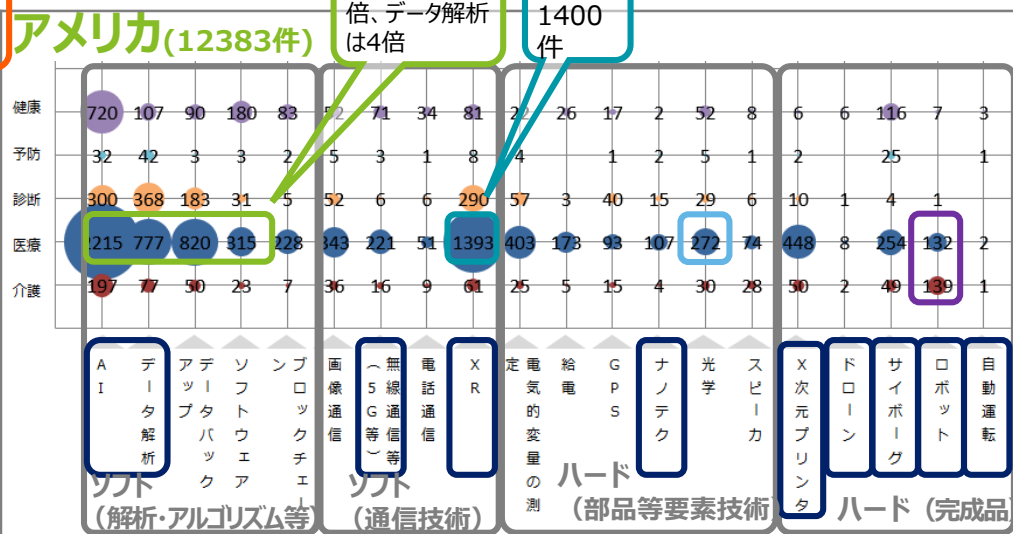 倍、データ解析
は4倍
1400
件
アメリカ(12383件)
健康 720 107 90 180 83 52 71 34 81 22 26 17 2 52 8 6 6 116 7 3
予防 32 42 3 3 2 5 3 1 8 4 1 2 5 1 2 25 1
診断 300 368 183 31 5 52 6 6 290 57 3 40 15 29 6 10 1 4 1
医療 2215 777 820 315 228 343 221 51 1393 403 173 93 107 272 74 448 8 254 132 2
介護 197 77 50 23 7 36 16 9 61 25 5 15 4 30 28 50 2 49 139 1
AI
データ解析
データバックアップ
ソフトウェア
ブロックチェーン
画像通信
無線通信等(5G等)
電話通信
XR
電気的変量の測定
給電
GPS
ナノテク
光学
スピーカ
X次元プリンタ
ドローン
サイボーグ
ロボット
自動運転
ソフト
(解析・アルゴリズム等)
ソフト
(通信技術)
ハード
(部品等要素技術)
ハード (完成品)